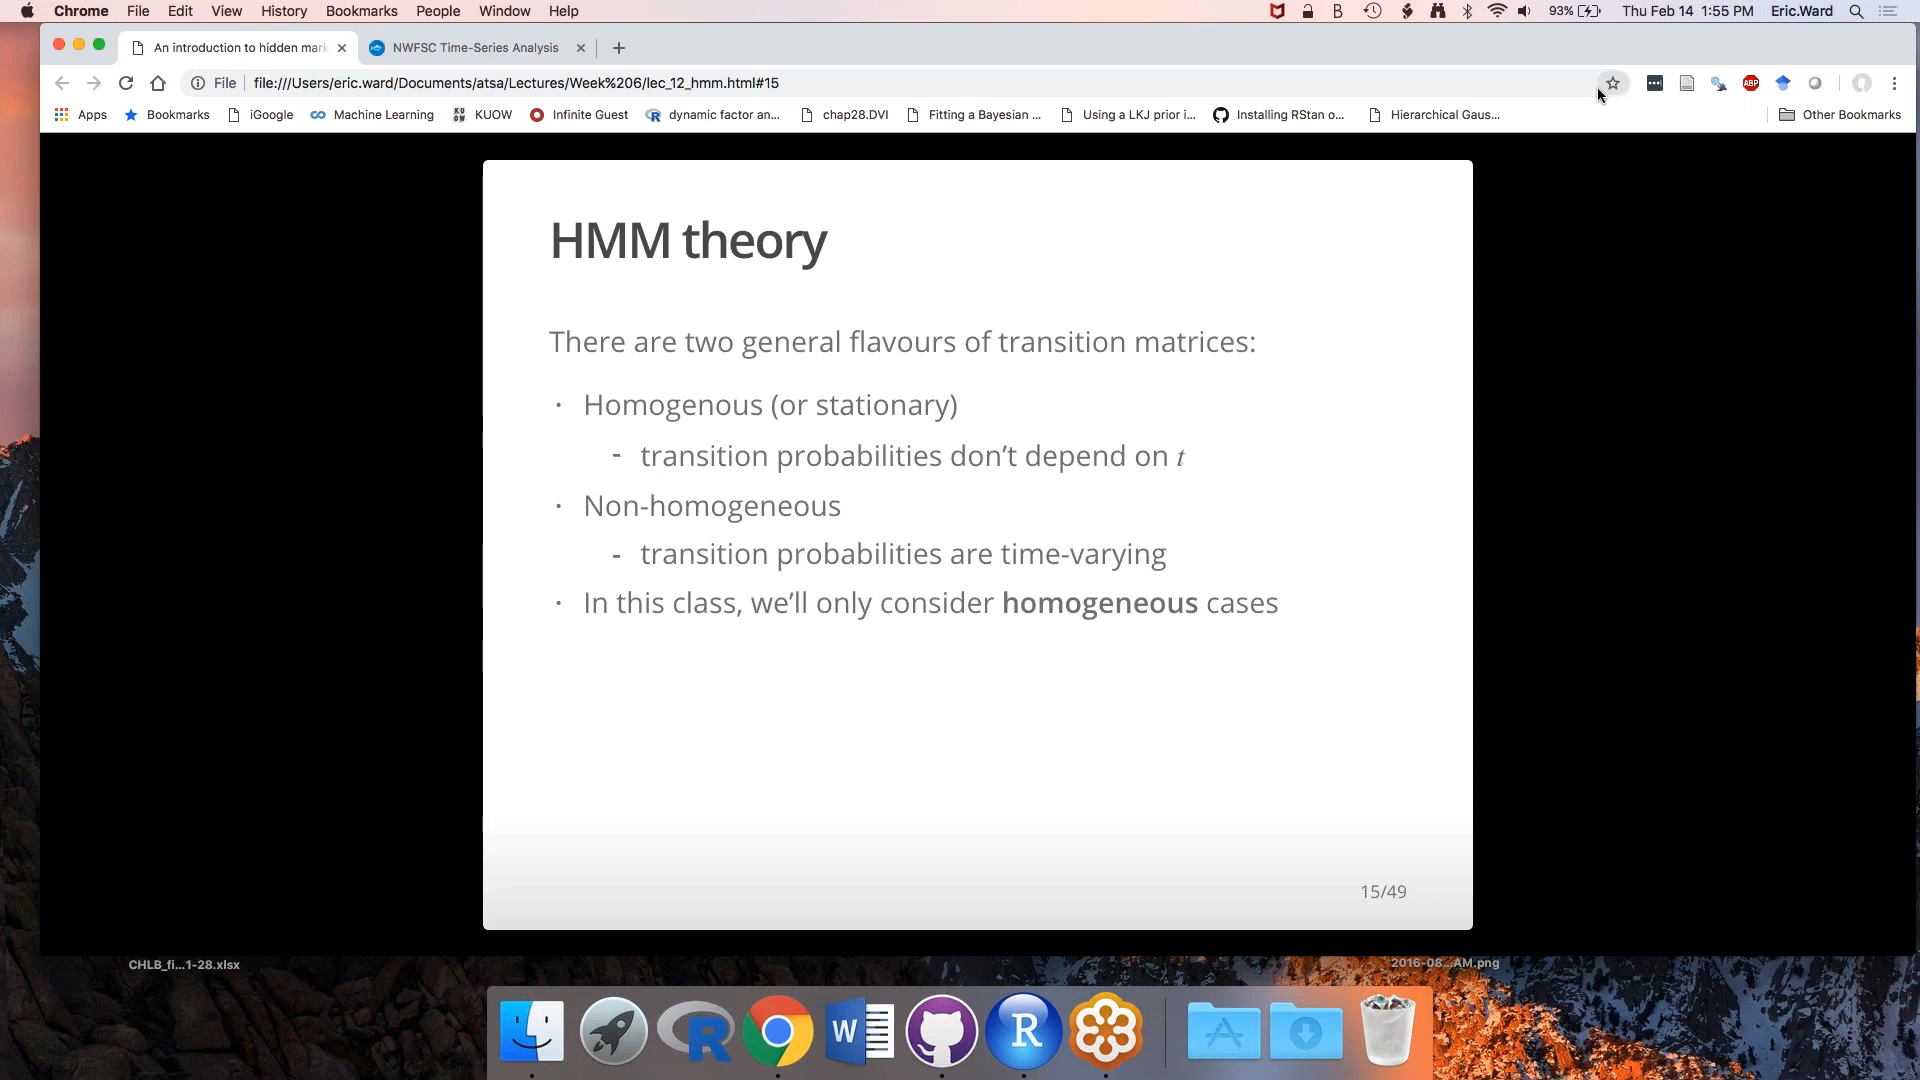 Chrome File Edit View History Bookmarks People Window Help B 93% Thu Feb 14 1:55 PM Eric.Ward
An introduction to hidden mark NWFSC Time-Series Analysis
File file:///Users/eric.ward/Documents/atsa/Lectures/Week%206/lec_12_hmm.html#15 ABP
Apps Bookmarks iGoogle Machine Learning KUOW KUOW Infinite Guest R dynamic factor an... chap28.DVI Fitting a Bayesian ... Using a LKJ prior i... Installing RStan o... Hierarchical Gaus... Other Bookmarks
HMM theory
There are two general flavours of transition matrices:
· Homogenous (or stationary)
- transition probabilities don’t depend on t
· Non-homogeneous
- transition probabilities are time-varying
· In this class, we’ll only consider homogeneous cases
15/49
CHLB_fi...1-28.xlsx 2016-08...AM.png
R W R